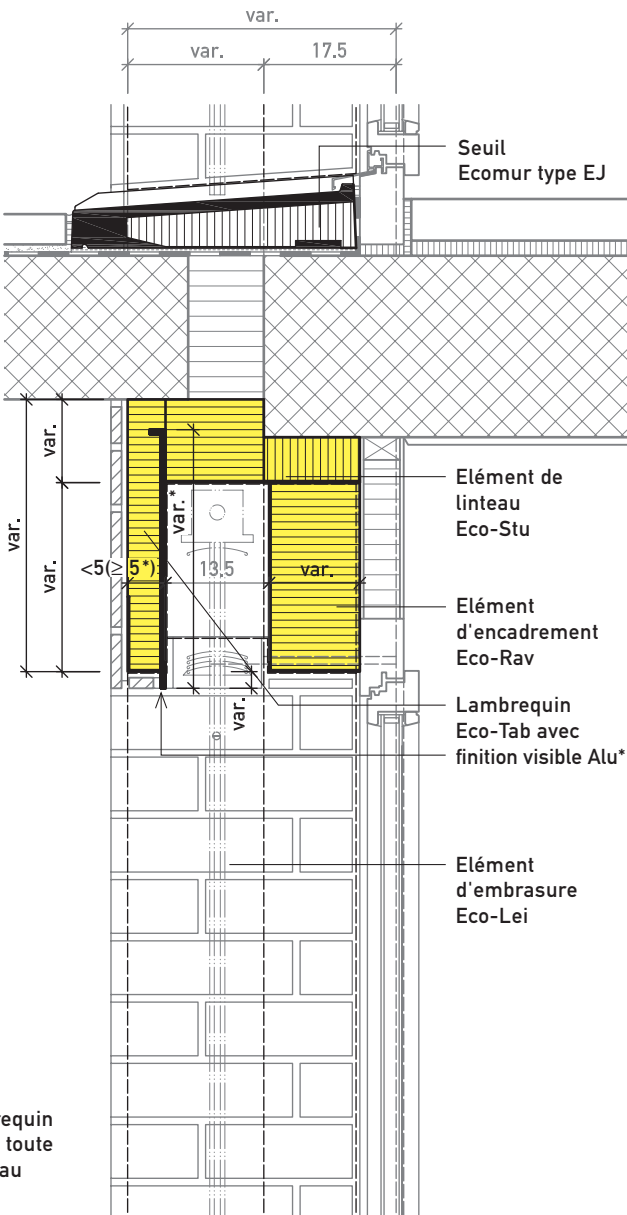 var.
var.
17.5
Seuil
Ecomur type EJ
var.
var.
var.
var.*
<5(≥ 5*)
13.5
var.
var.
Elément de
linteau
Eco-Stu
Elément
d'encadrement
Eco-Rav
Lambrequin
Eco-Tab avec
finition visible Alu*
Elément
d'embrasure
Eco-Lei
requin
toute
au